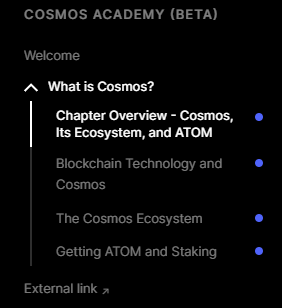 COSMOS ACADEMY (BETA)
Welcome
What is Cosmos?
Chapter Overview - Cosmos,
Its Ecosystem, and ATOM
Blockchain Technology and
Cosmos
The Cosmos Ecosystem
Getting ATOM and Staking
External link ↗